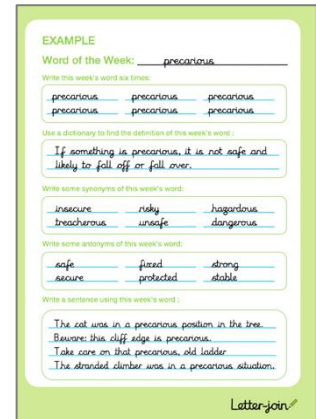 EXAMPLE
Word of the Week: precarious
Write this week's word six times:
precarious precarious precarious
precarious precarious precarious
Use a dictionary to find the definition of this week's word :
If something is precarious, it is not safe and
likely to fall off or fall over.
Write some synonyms of this week's word:
insecure risky hazardous
treacherous unsafe dangerous
Write some antonyms of this week's word:
safe fixed strong
secure protected stable
Write a sentence using this week's word :
The cat was in a precarious position in the tree.
Beware: this cliff edge is precarious.
Take care on that precarious, old ladder
The stranded climber was in a precarious situation.
Letter-join